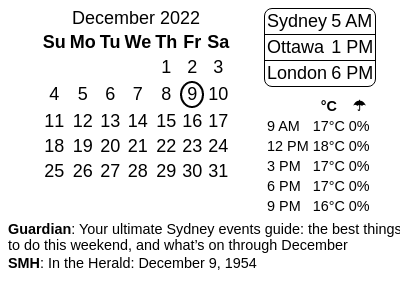 December 2022
Su Mo Tu We Th Fr Sa
1 2 3
4 5 6 7 8 9 10
11 12 13 14 15 16 17
18 19 20 21 22 23 24
25 26 27 28 29 30 31
Sydney 5 AM
Ottawa 1 PM
London 6 PM
°C ☂
9 AM 17°C 0%
12 PM 18°C 0%
3 PM 17°C 0%
6 PM 17°C 0%
9 PM 16°C 0%
Guardian: Your ultimate Sydney events guide: the best things
to do this weekend, and what’s on through December
SMH: In the Herald: December 9, 1954